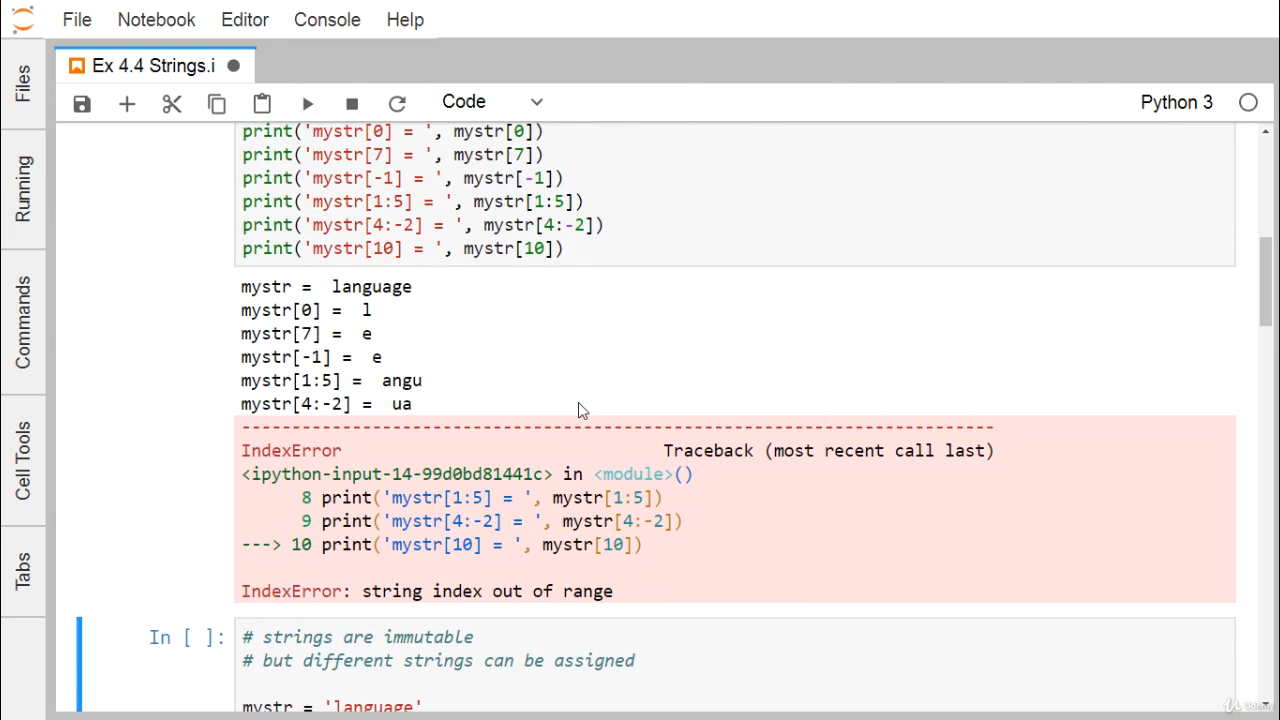 File Notebook Editor Console Help
Ex 4.4 Strings.i
Code Python 3
Files
Running
Commands
Cell Tools
Tabs
print('mystr[0] = ', mystr[0])
print('mystr[7] = ', mystr[7])
print('mystr[-1] = ', mystr[-1])
print('mystr[1:5] = ', mystr[1:5])
print('mystr[4:-2] = ', mystr[4:-2])
print('mystr[10] = ', mystr[10])
mystr =  language
mystr[0] =  l
mystr[7] =  e
mystr[-1] =  e
mystr[1:5] =  angu
mystr[4:-2] =  ua
---------------------------------------------------------------------------
IndexError                                Traceback (most recent call last)
<ipython-input-14-99d0bd81441c> in <module>()
      8 print('mystr[1:5] = ', mystr[1:5])
      9 print('mystr[4:-2] = ', mystr[4:-2])
---> 10 print('mystr[10] = ', mystr[10])
IndexError: string index out of range
In [ ]:
# strings are immutable
# but different strings can be assigned
mystr = 'language'
Udemy